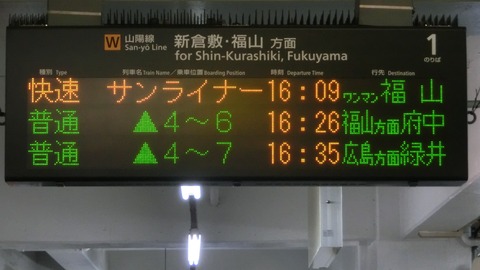 W 山陽線 San-yō Line 新倉敷・福山 方面 for Shin-Kurashiki, Fukuyama 1 のりば
種別 Type 列車名 Train Name / 乗車位置 Boarding Position 時刻 Departure Time 行先 Destination
快速 サンライナー 16:09 ワンマン 福山
普通 ▲4～6 16:26 福山方面府中
普通 ▲4～7 16:35 広島方面緑井